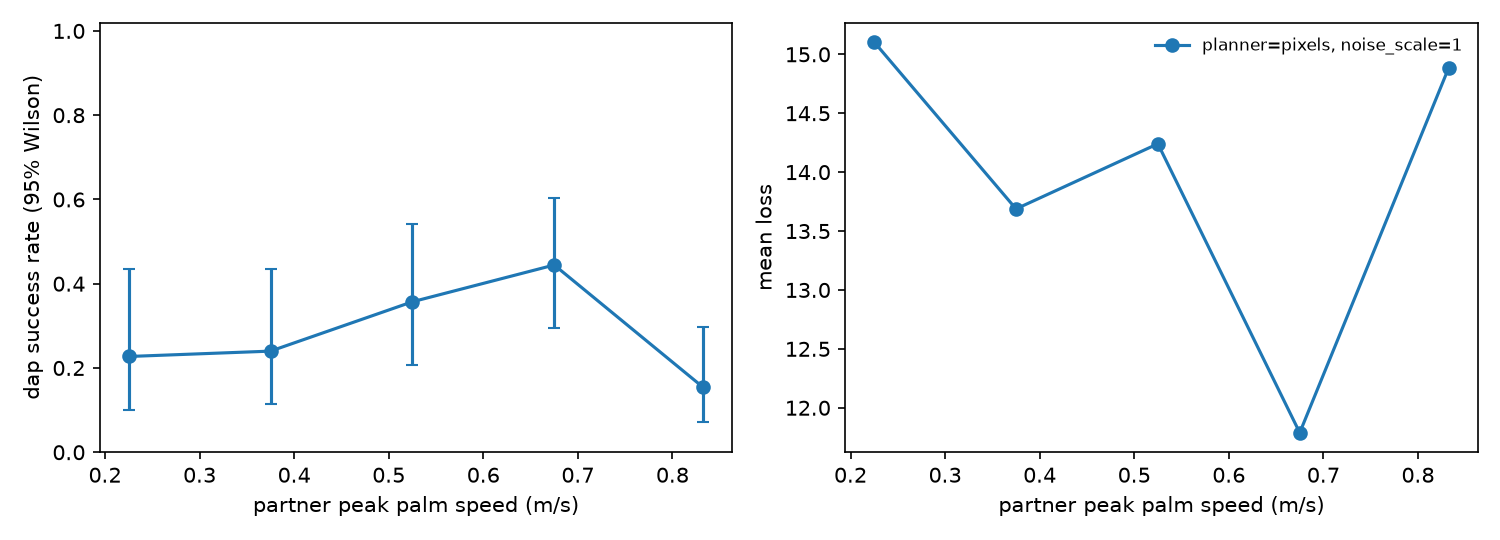 1.0
0.8
0.6
0.4
0.2
0.0
dap success rate (95% Wilson)
0.2 0.3 0.4 0.5 0.6 0.7 0.8
partner peak palm speed (m/s)
planner=pixels, noise_scale=1
15.0
14.5
14.0
13.5
13.0
12.5
12.0
mean loss
0.2 0.3 0.4 0.5 0.6 0.7 0.8
partner peak palm speed (m/s)